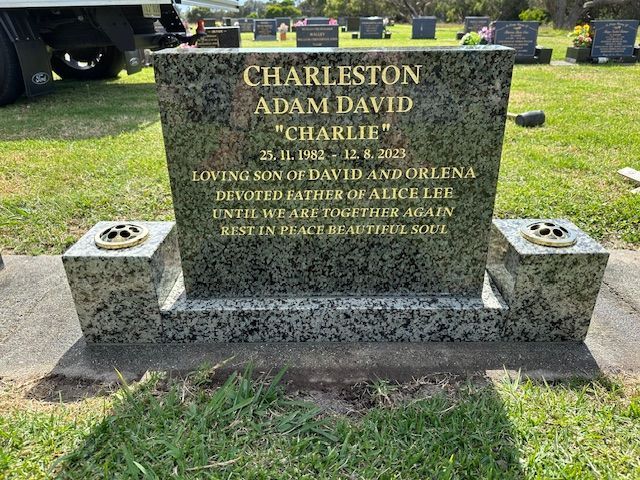 CHARLESTON
ADAM DAVID
"CHARLIE"
25. 11. 1982 - 12. 8. 2023
LOVING SON OF DAVID AND ORLENA
DEVOTED FATHER OF ALICE LEE
UNTIL WE ARE TOGETHER AGAIN
REST IN PEACE BEAUTIFUL SOUL
Ford